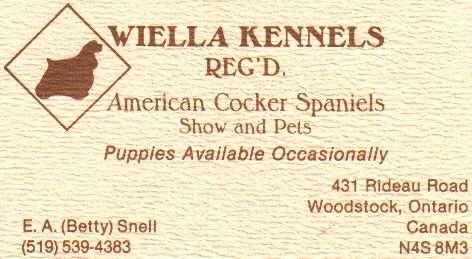 WIELLA KENNELS
REG'D.
American Cocker Spaniels
Show and Pets
Puppies Available Occasionally
431 Rideau Road
Woodstock, Ontario
E. A. (Betty) Snell Canada
(519) 539-4383 N4S 8M3